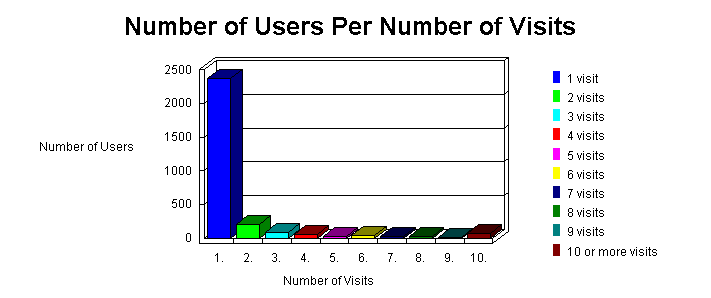 Number of Users Per Number of Visits
Number of Users
2500
2000
1500
1000
500
0
1. 2. 3. 4. 5. 6. 7. 8. 9. 10.
Number of Visits
1 visit
2 visits
3 visits
4 visits
5 visits
6 visits
7 visits
8 visits
9 visits
10 or more visits